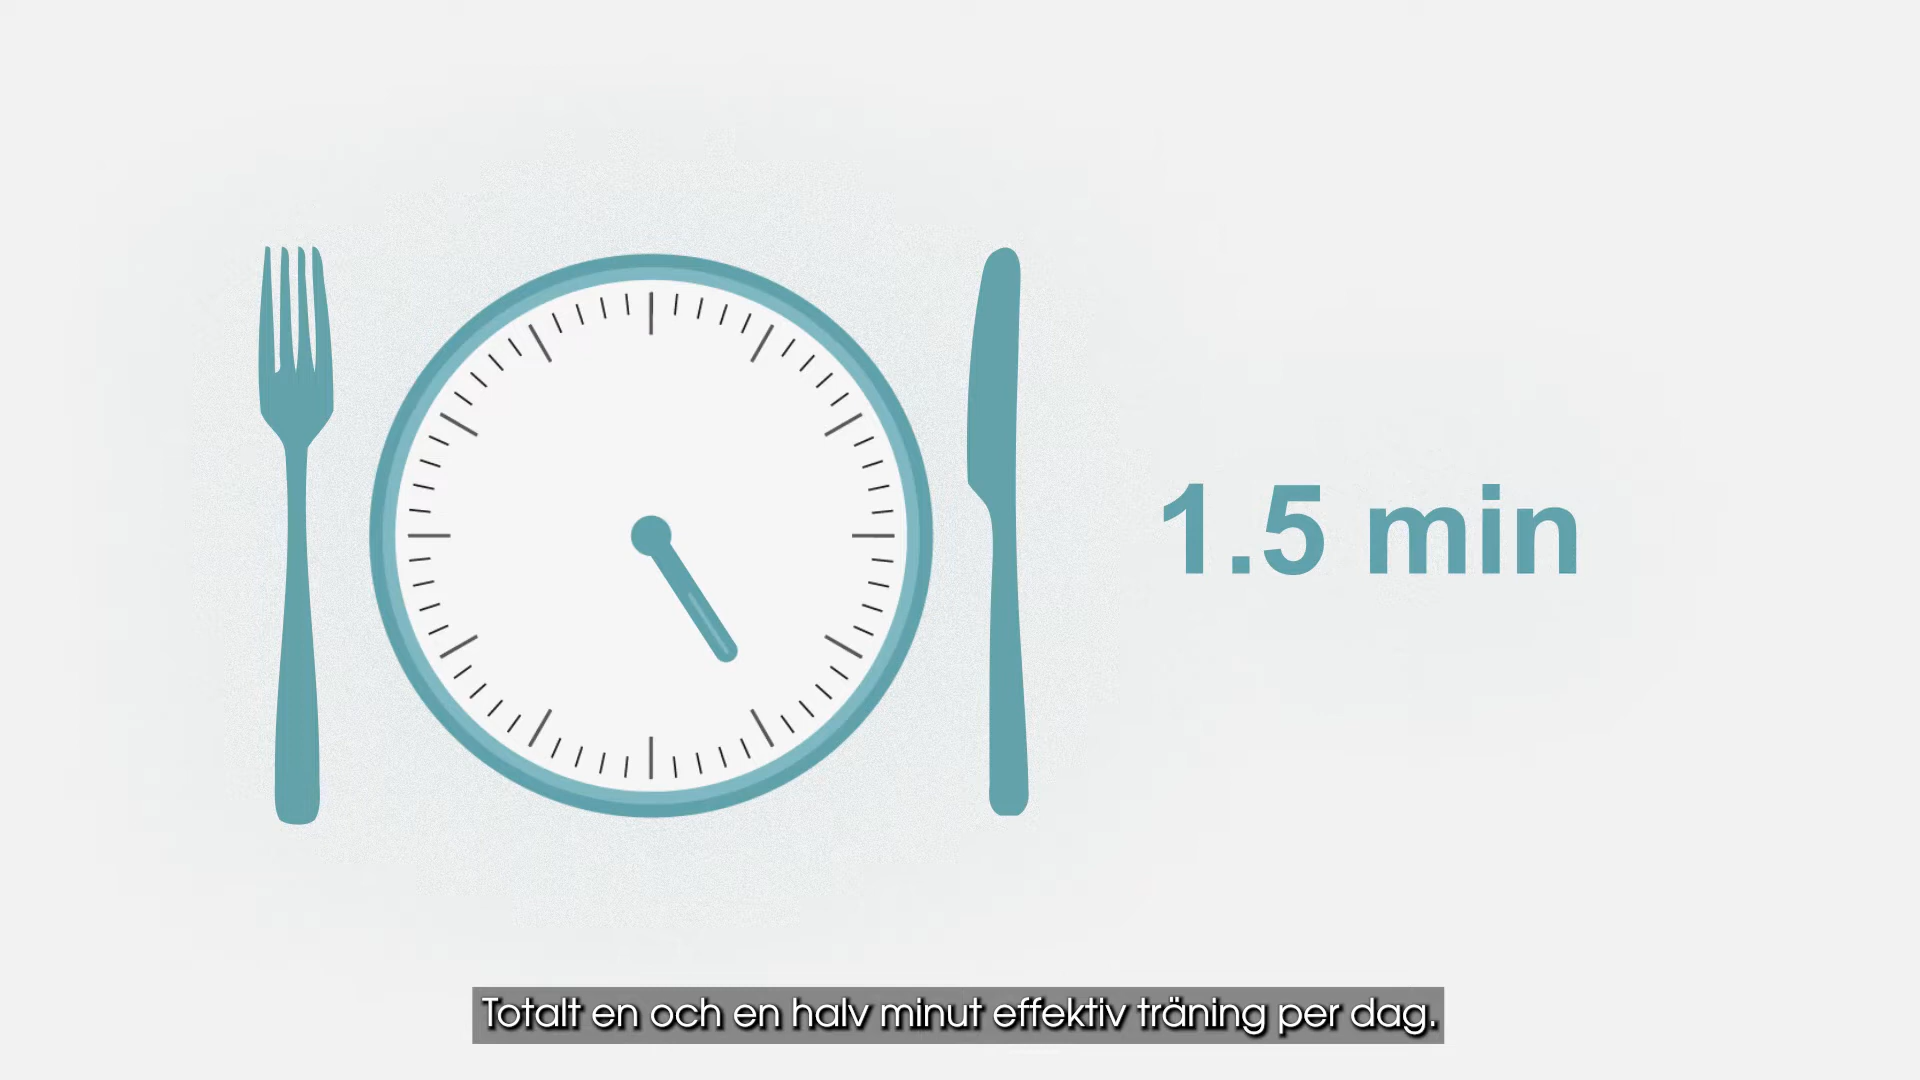 1.5 min
Totalt en och en halv minut effektiv träning per dag.